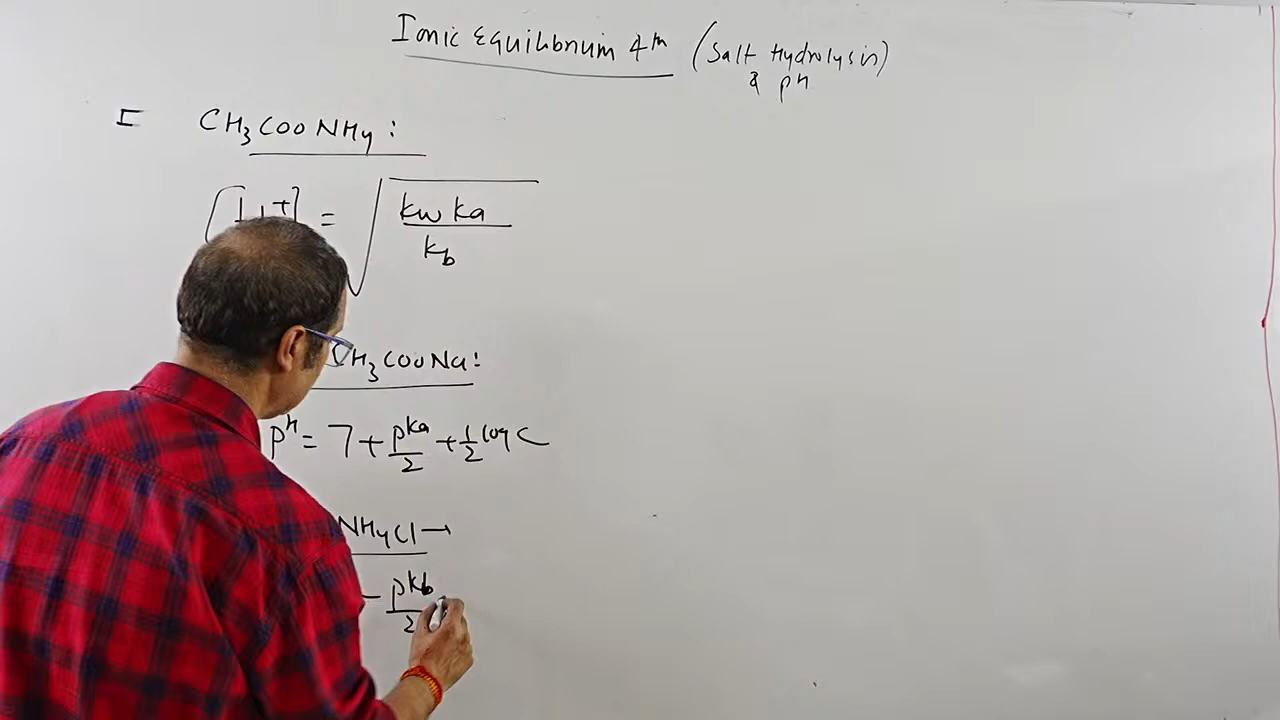 Ionic Equilibrium 4th (Salt Hydrolysis)
& pH
I CH3COONH4:
[H+] = √ kw ka
kb
CH3COONa:
pH = 7 + pka/2 + 1/2 log C
NH4Cl →
- pkb/2